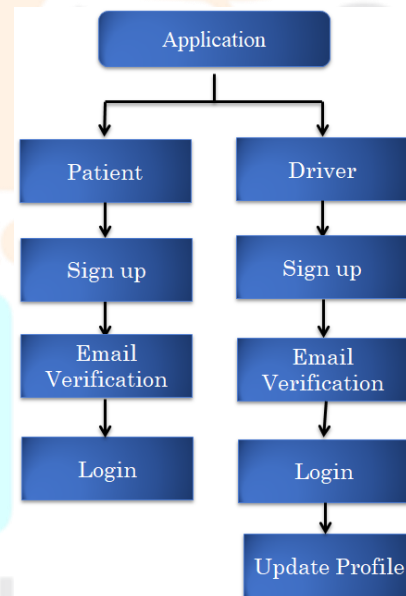 Application
Patient
Driver
Sign up
Sign up
Email
Verification
Email
Verification
Login
Login
Update Profile